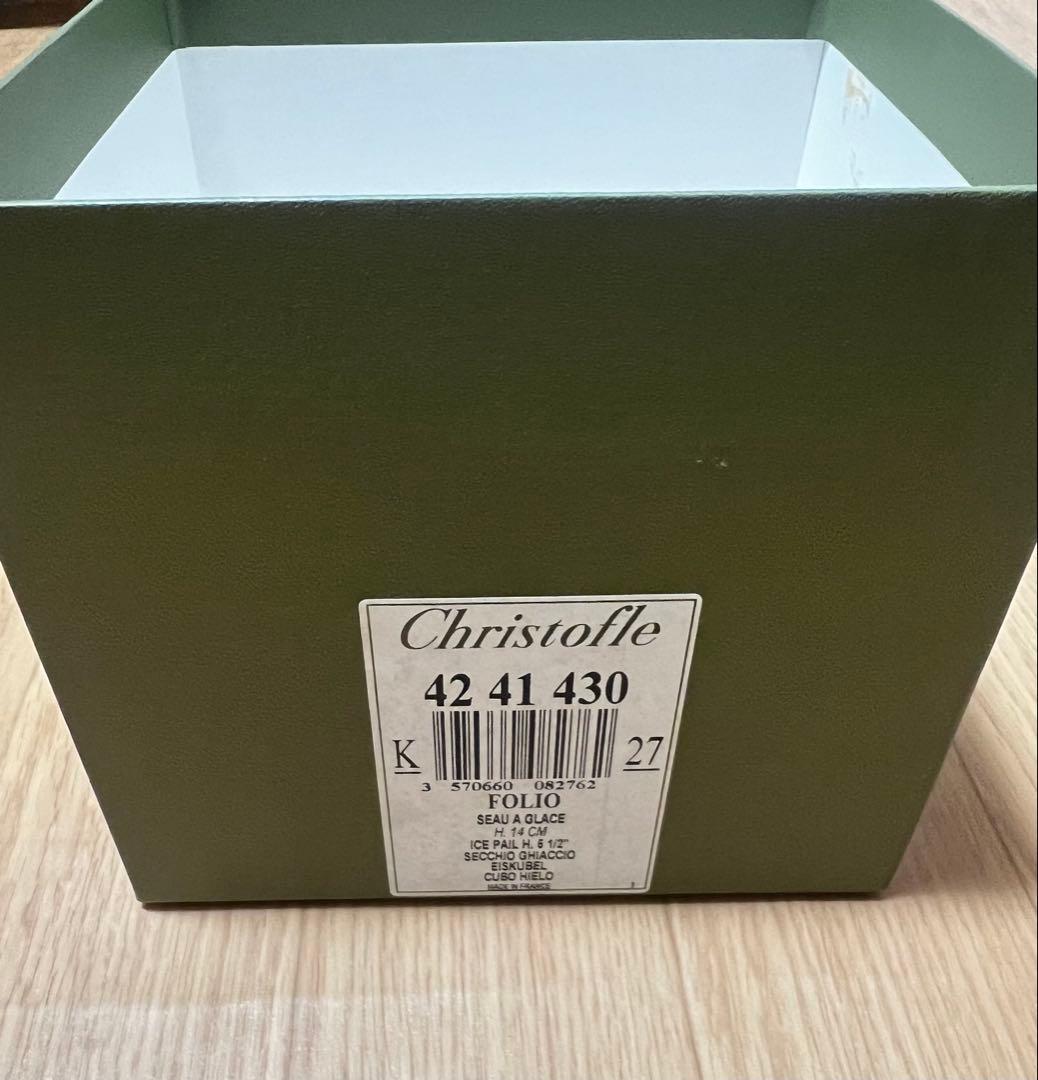 Christofle
42 41 430
K 27
3 570660 082762
FOLIO
SEAU A GLACE
H. 14 CM
ICE PAIL H. 5 1/2"
SECCHIO GHIACCIO
EISKUBEL
CUBO HIELO
MADE IN FRANCE 1